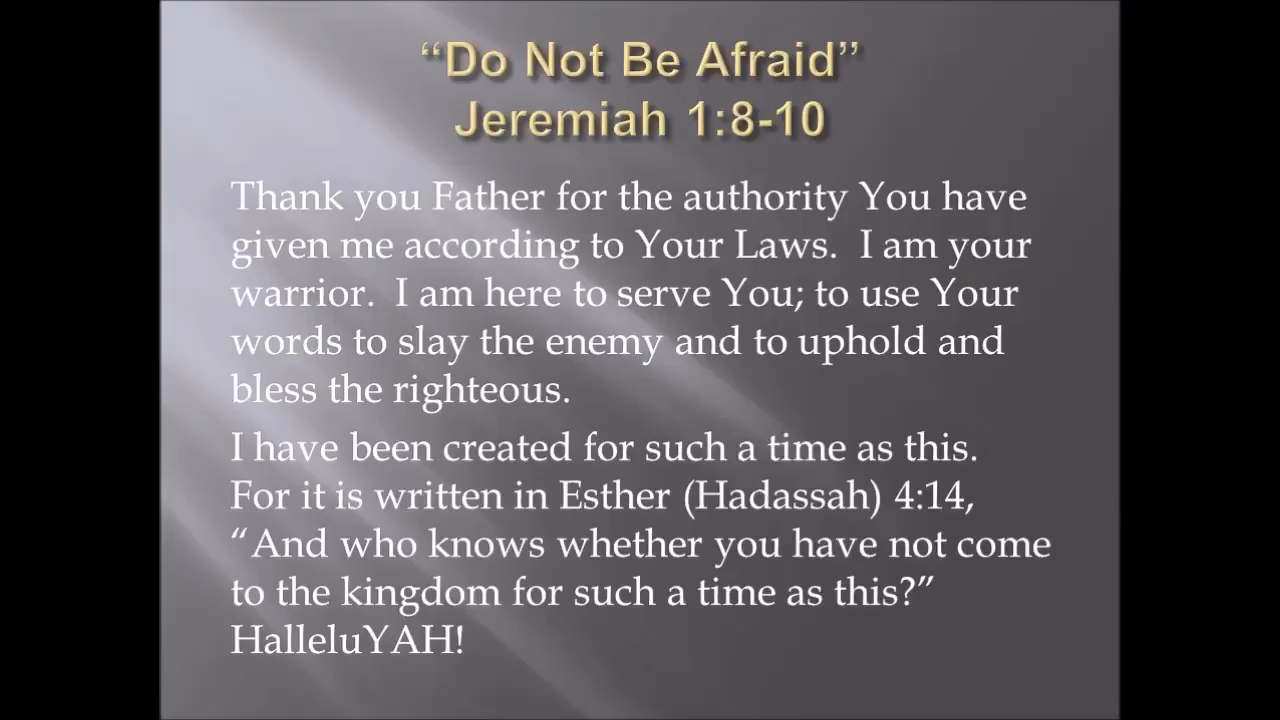 “Do Not Be Afraid”
Jeremiah 1:8-10
Thank you Father for the authority You have
given me according to Your Laws.  I am your
warrior.  I am here to serve You; to use Your
words to slay the enemy and to uphold and
bless the righteous.
I have been created for such a time as this.
For it is written in Esther (Hadassah) 4:14,
“And who knows whether you have not come
to the kingdom for such a time as this?”
HalleluYAH!